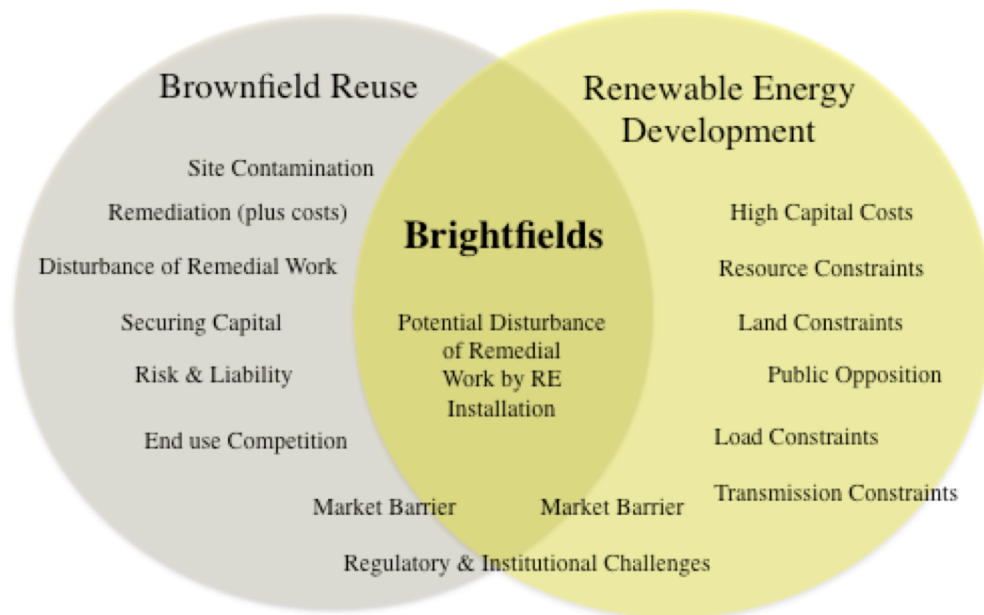 Brownfield Reuse
Site Contamination
Remediation (plus costs)
Disturbance of Remedial Work
Securing Capital
Risk & Liability
End use Competition
Market Barrier
Brightfields
Potential Disturbance
of Remedial
Work by RE
Installation
Renewable Energy
Development
High Capital Costs
Resource Constraints
Land Constraints
Public Opposition
Load Constraints
Transmission Constraints
Market Barrier
Regulatory & Institutional Challenges